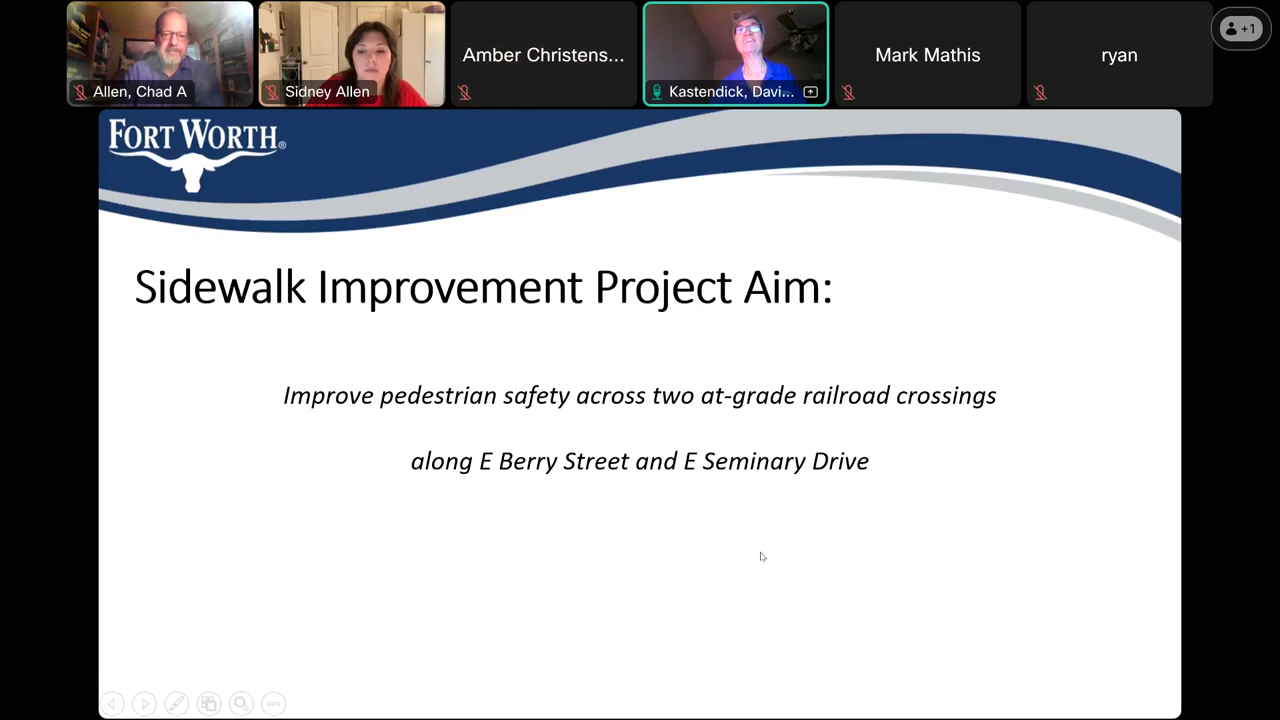 Allen, Chad A
Sidney Allen
Amber Christens...
Kastendick, Davi...
Mark Mathis
ryan
+1
FORT WORTH®
Sidewalk Improvement Project Aim:
Improve pedestrian safety across two at-grade railroad crossings
along E Berry Street and E Seminary Drive